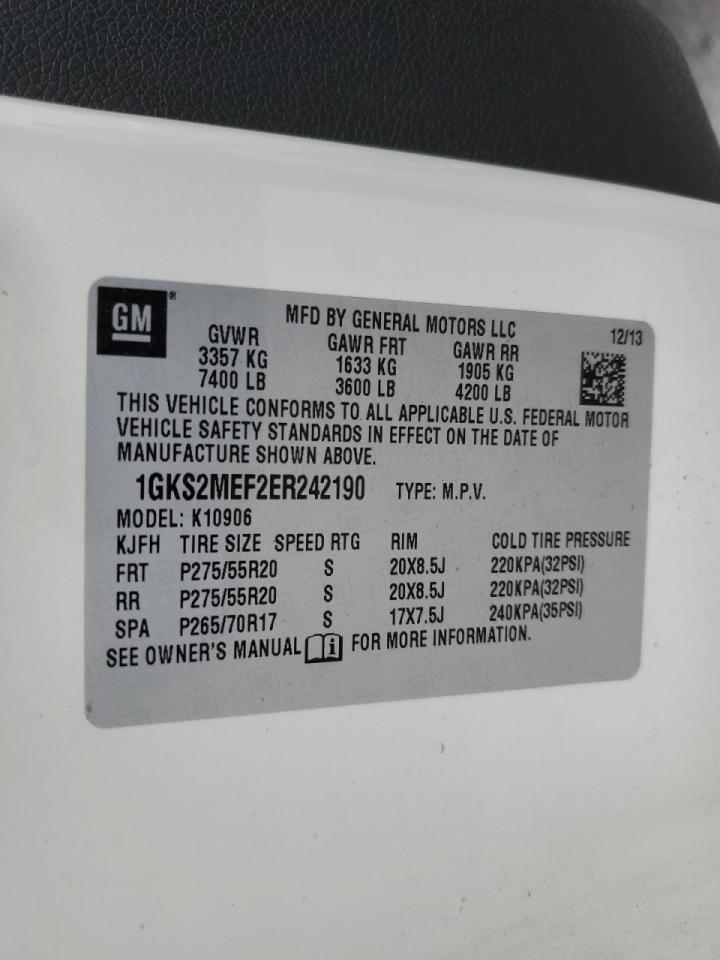 GM®
MFD BY GENERAL MOTORS LLC 12/13
GVWR GAWR FRT GAWR RR
3357 KG 1633 KG 1905 KG
7400 LB 3600 LB 4200 LB
THIS VEHICLE CONFORMS TO ALL APPLICABLE U.S. FEDERAL MOTOR
VEHICLE SAFETY STANDARDS IN EFFECT ON THE DATE OF
MANUFACTURE SHOWN ABOVE.
1GKS2MEF2ER242190 TYPE: M.P.V.
MODEL: K10906
KJFH TIRE SIZE SPEED RTG RIM COLD TIRE PRESSURE
FRT P275/55R20 S 20X8.5J 220KPA(32PSI)
RR P275/55R20 S 20X8.5J 220KPA(32PSI)
SPA P265/70R17 S 17X7.5J 240KPA(35PSI)
SEE OWNER'S MANUAL i FOR MORE INFORMATION.